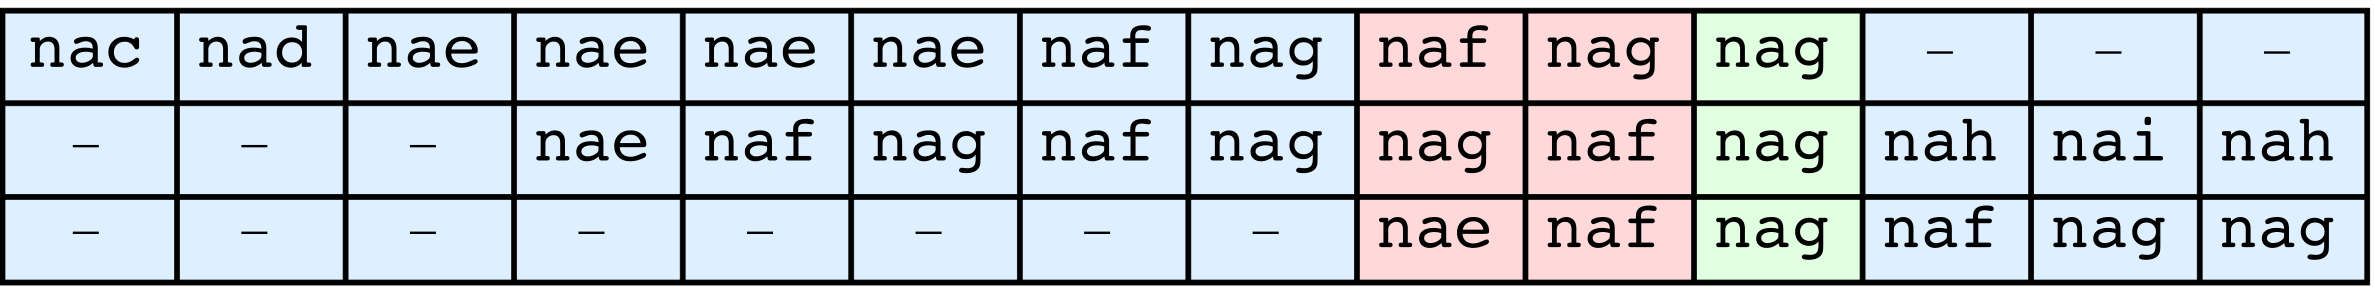 nac nad nae nae nae nae naf nag naf nag nag – – –
– – – nae naf nag naf nag nag naf nag nah nai nah
– – – – – – – – nae naf nag naf nag nag